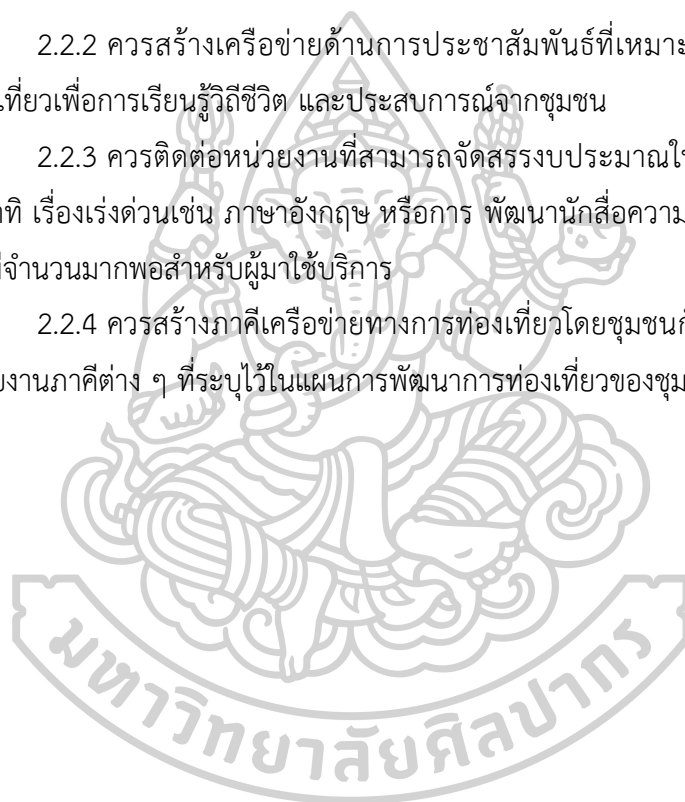 2.2.2 ควรสร้างเครือข่ายด้านการประชาสัมพันธ์ที่เหมาะ
เที่ยวเพื่อการเรียนรู้วิถีชีวิต และประสบการณ์จากชุมชน
2.2.3 ควรติดต่อหน่วยงานที่สามารถจัดสรรงบประมาณใ
ทิ เรื่องเร่งด่วนเช่น ภาษาอังกฤษ หรือการ พัฒนานักสื่อความ
จำนวนมากพอสำหรับผู้มาใช้บริการ
2.2.4 ควรสร้างภาคีเครือข่ายทางการท่องเที่ยวโดยชุมชน
งานภาคีต่าง ๆ ที่ระบุไว้ในแผนการพัฒนาการท่องเที่ยวของชุม
มหาวิทยาลัยศิลปากร